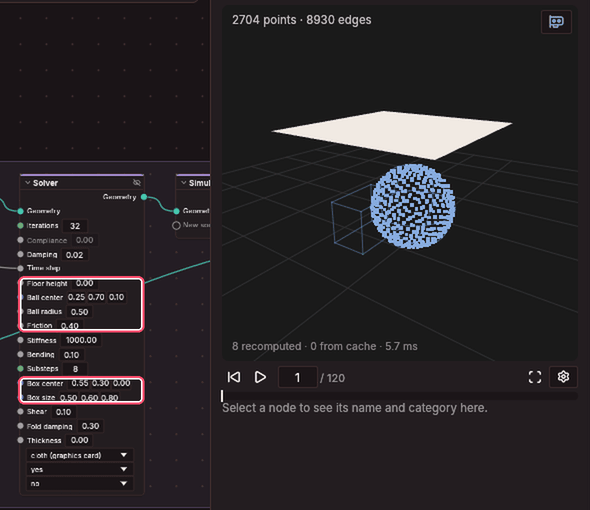 2704 points · 8930 edges
Solver
Geometry
Simul
Geometry
Geomet
Iterations 32
New so
Compliance 0.00
Damping 0.02
Time step
Floor height 0.00
Ball center 0.25 0.70 0.10
Ball radius 0.50
Friction 0.40
Stiffness 1000.00
Bending 0.10
Substeps 8
Box center 0.55 0.30 0.00
Box size 0.50 0.60 0.80
Shear 0.10
Fold damping 0.30
Thickness 0.00
cloth (graphics card)
yes
no
8 recomputed · 0 from cache · 5.7 ms
1 / 120
Select a node to see its name and category here.